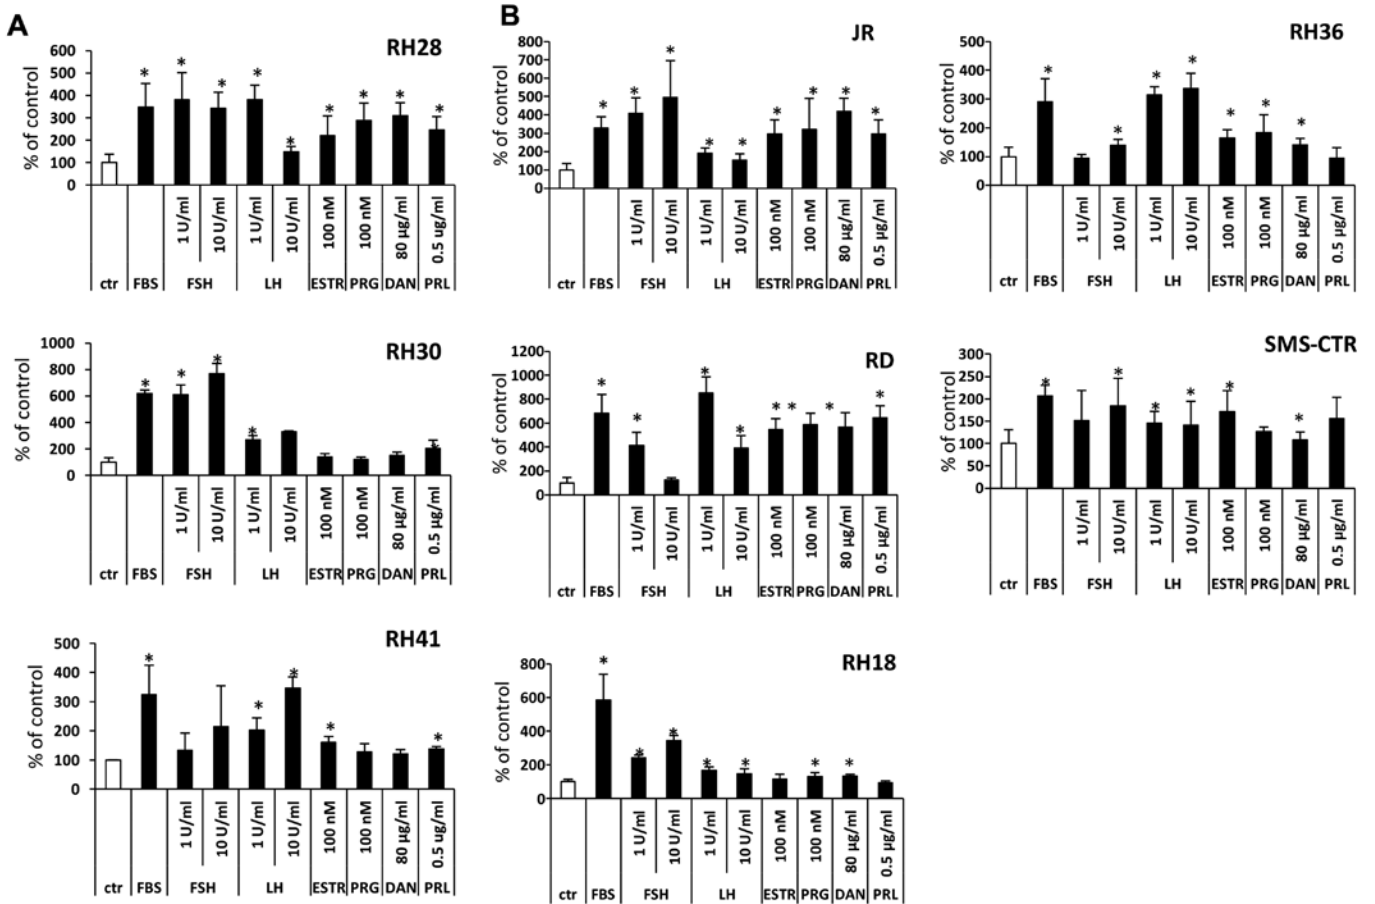 A
RH28
% of control
600
500
400
300
200
100
0
* * * * * * * * *
1 U/ml 10 U/ml 1 U/ml 10 U/ml 100 nM 100 nM 80 µg/ml 0.5 µg/ml
ctr FBS FSH LH ESTR PRG DAN PRL
RH30
% of control
1000
800
600
400
200
0
* * * * *
1 U/ml 10 U/ml 1 U/ml 10 U/ml 100 nM 100 nM 80 µg/ml 0.5 µg/ml
ctr FBS FSH LH ESTR PRG DAN PRL
RH41
% of control
500
400
300
200
100
0
* * * * *
1 U/ml 10 U/ml 1 U/ml 10 U/ml 100 nM 100 nM 80 µg/ml 0.5 µg/ml
ctr FBS FSH LH ESTR PRG DAN PRL
B
JR
% of control
800
700
600
500
400
300
200
100
0
* * * * * * * * *
1 U/ml 10 U/ml 1 U/ml 10 U/ml 100 nM 100 nM 80 µg/ml 0.5 µg/ml
ctr FBS FSH LH ESTR PRG DAN PRL
RH36
% of control
500
400
300
200
100
0
* * * * * * *
1 U/ml 10 U/ml 1 U/ml 10 U/ml 100 nM 100 nM 80 µg/ml 0.5 µg/ml
ctr FBS FSH LH ESTR PRG DAN PRL
RD
% of control
1200
1000
800
600
400
200
0
* * * * * * * *
1 U/ml 10 U/ml 1 U/ml 10 U/ml 100 nM 100 nM 80 µg/ml 0.5 µg/ml
ctr FBS FSH LH ESTR PRG DAN PRL
SMS-CTR
% of control
300
250
200
150
100
50
0
* * * * * *
1 U/ml 10 U/ml 1 U/ml 10 U/ml 100 nM 100 nM 80 µg/ml 0.5 µg/ml
ctr FBS FSH LH ESTR PRG DAN PRL
RH18
% of control
800
600
400
200
0
* * * * * * *
1 U/ml 10 U/ml 1 U/ml 10 U/ml 100 nM 100 nM 80 µg/ml 0.5 µg/ml
ctr FBS FSH LH ESTR PRG DAN PRL